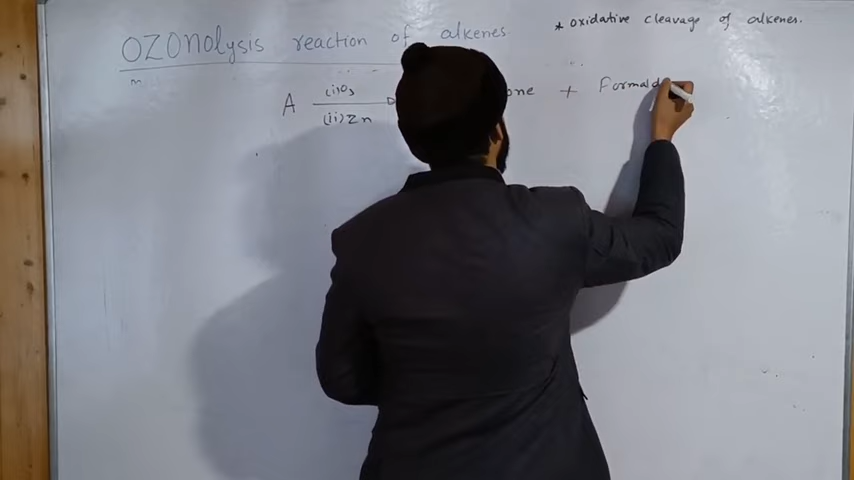 OZONolysis reaction of alkenes.
* oxidative cleavage of alkenes.
A (i) O₃ one + Formald
(ii) Zn